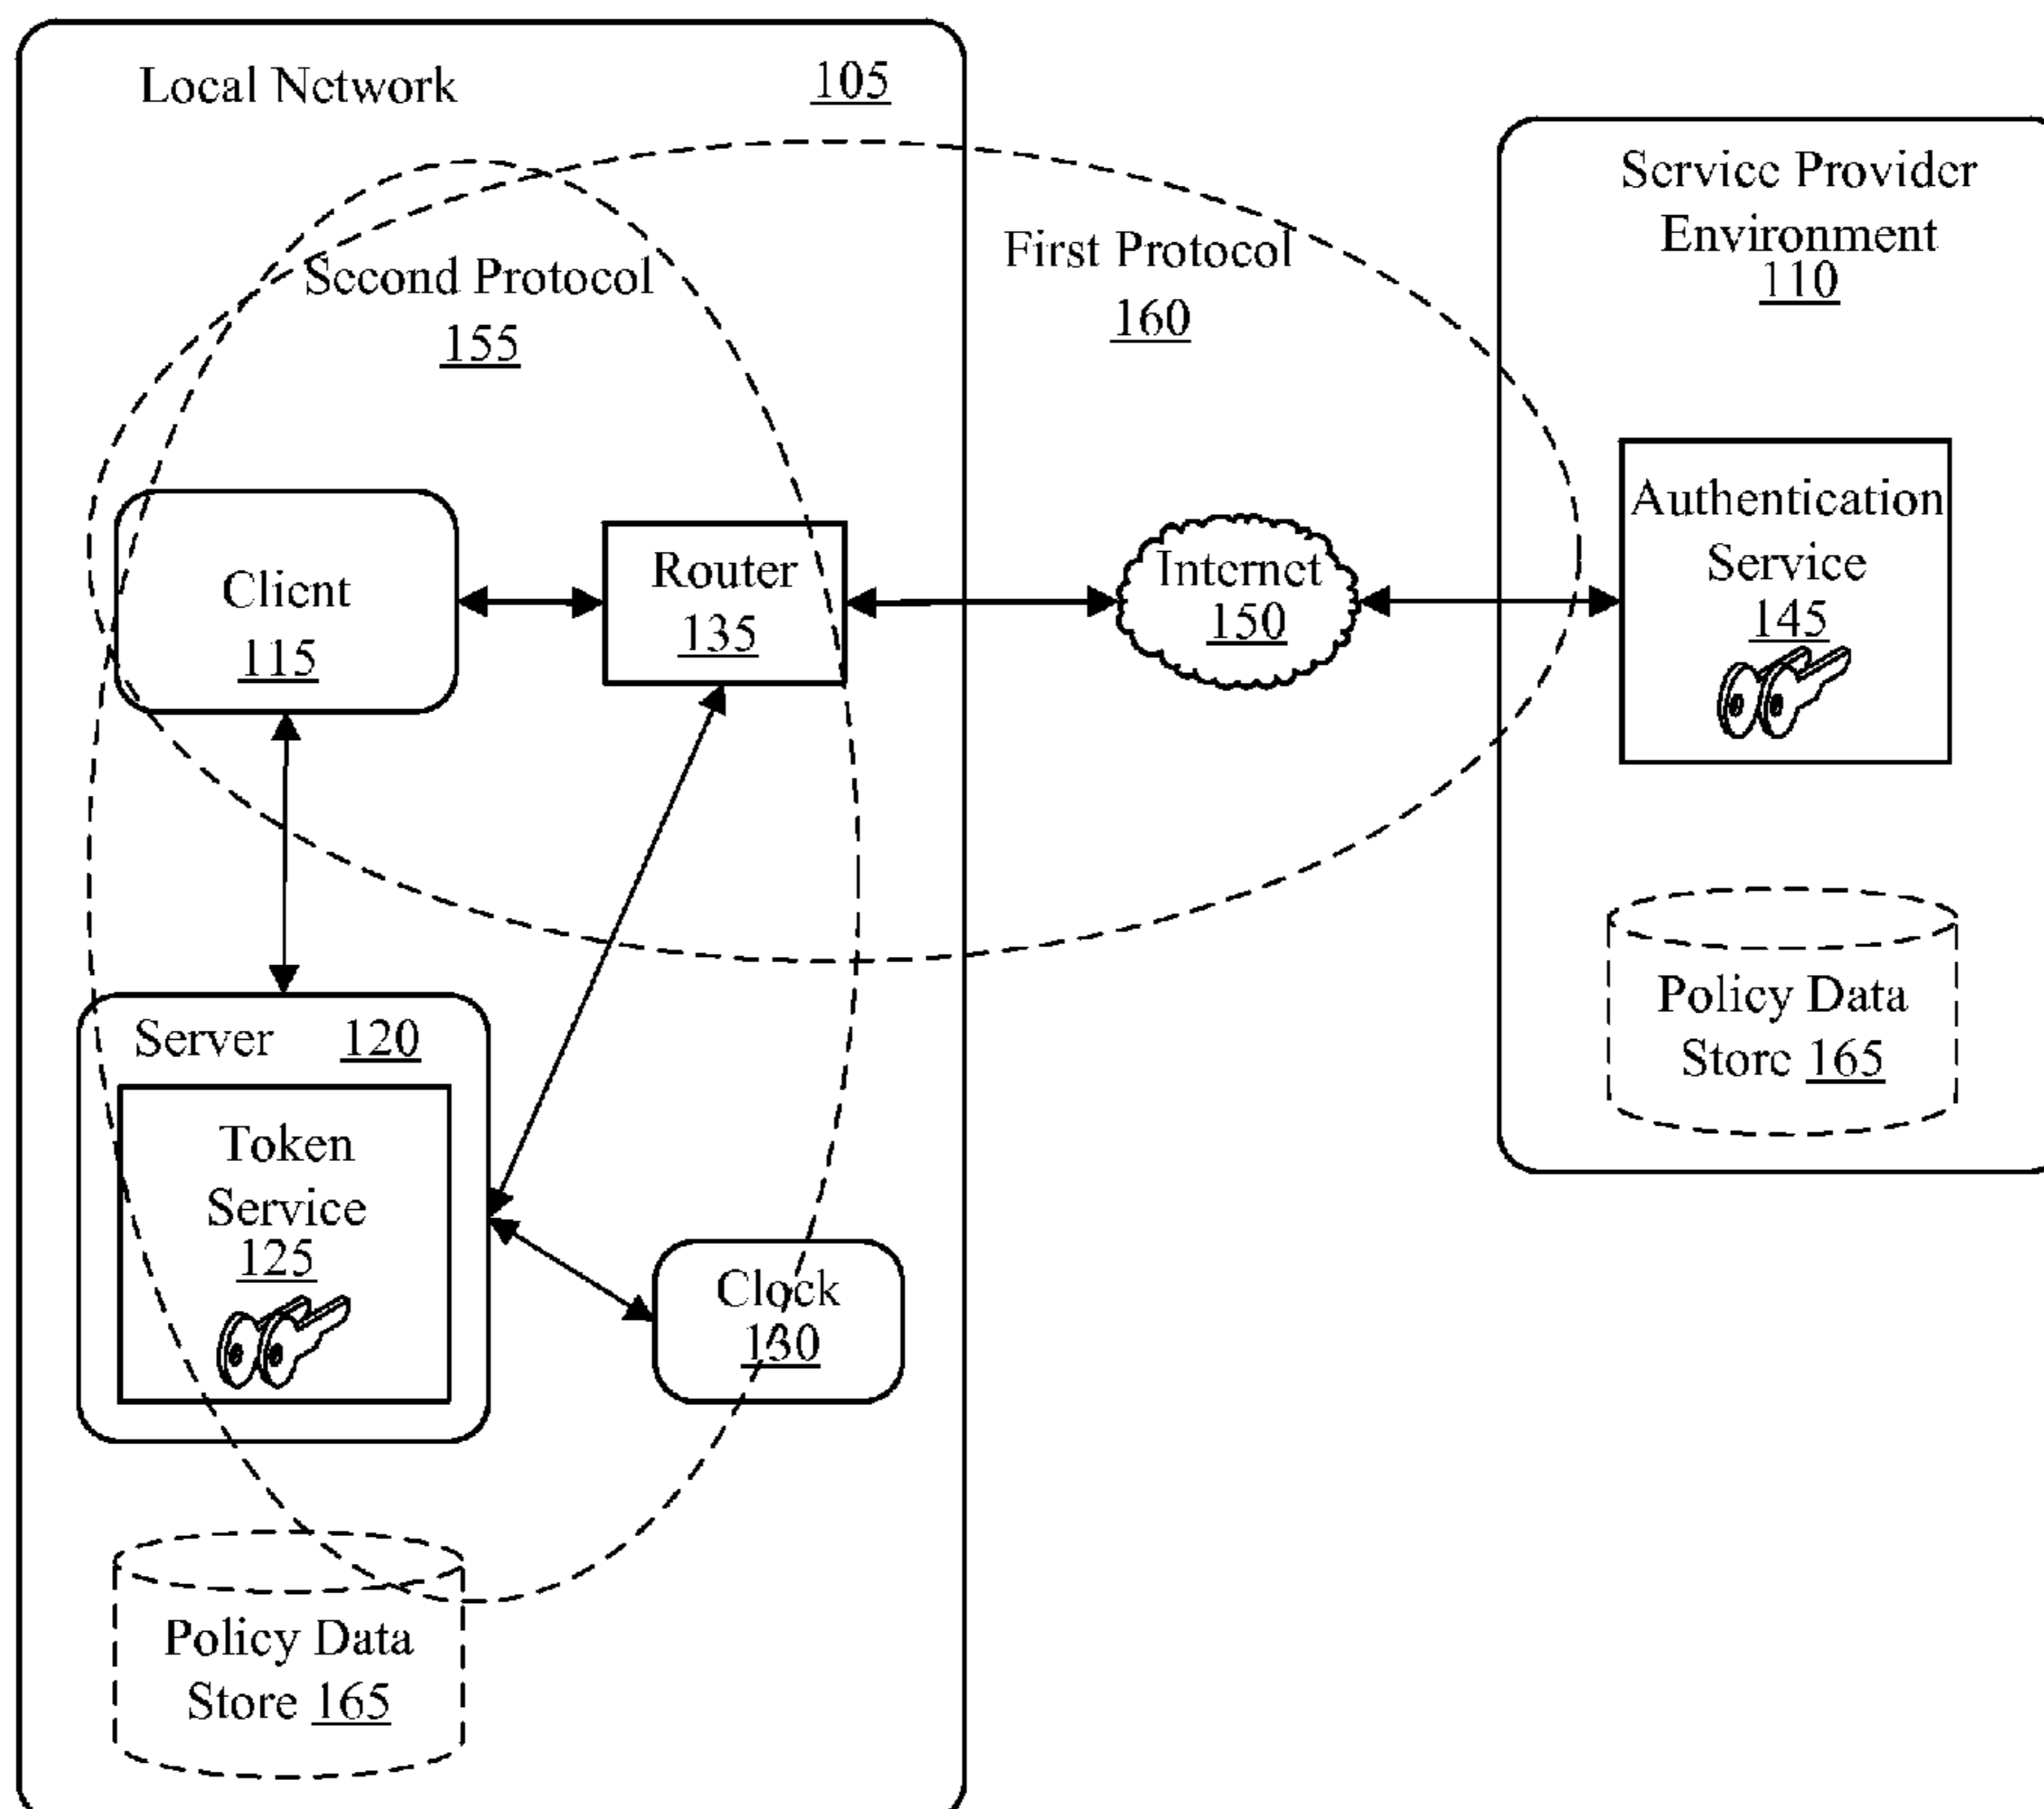 Local Network 105
Service Provider
Environment
110
First Protocol
160
Second Protocol
155
Client
115
Router
135
Internet
150
Authentication
Service
145
Policy Data
Store 165
Server 120
Token
Service
125
Clock
130
Policy Data
Store 165